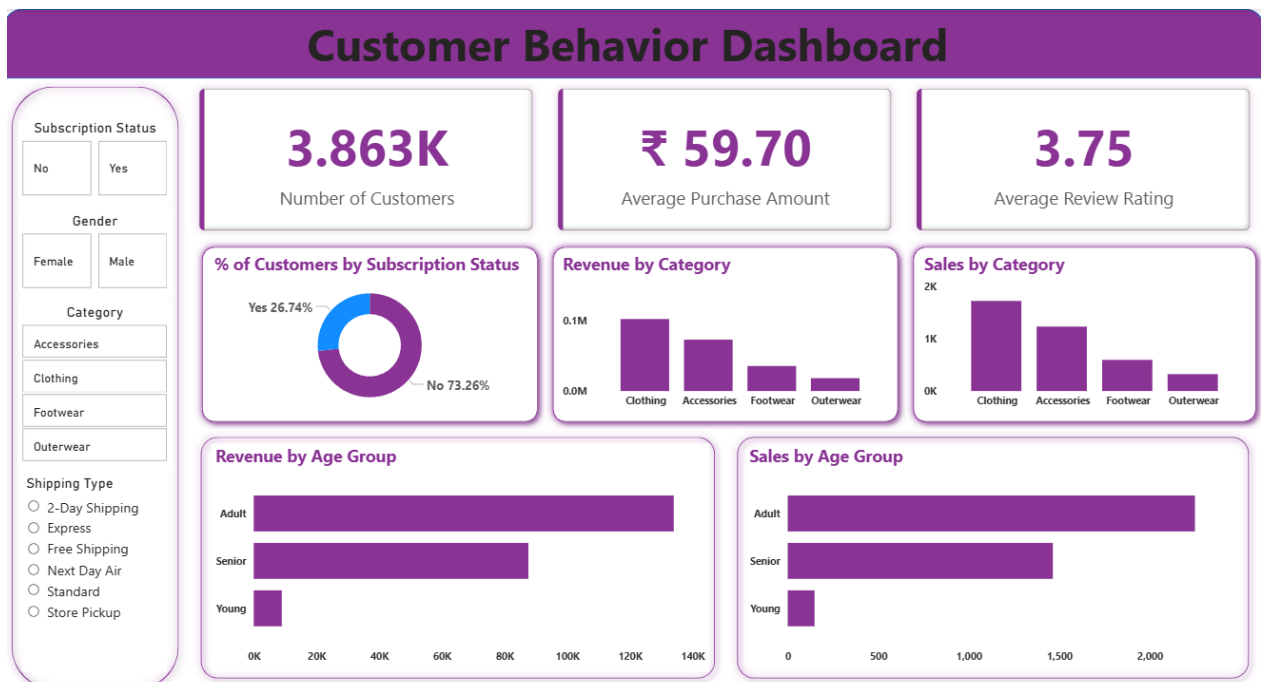 Customer Behavior Dashboard
Subscription Status
No Yes
Gender
Female Male
Category
Accessories
Clothing
Footwear
Outerwear
Shipping Type
2-Day Shipping
Express
Free Shipping
Next Day Air
Standard
Store Pickup
3.863K
Number of Customers
₹ 59.70
Average Purchase Amount
3.75
Average Review Rating
% of Customers by Subscription Status
Yes 26.74%
No 73.26%
Revenue by Category
0.1M
0.0M
Clothing Accessories Footwear Outerwear
Sales by Category
2K
1K
0K
Clothing Accessories Footwear Outerwear
Revenue by Age Group
Adult
Senior
Young
0K 20K 40K 60K 80K 100K 120K 140K
Sales by Age Group
Adult
Senior
Young
0 500 1,000 1,500 2,000